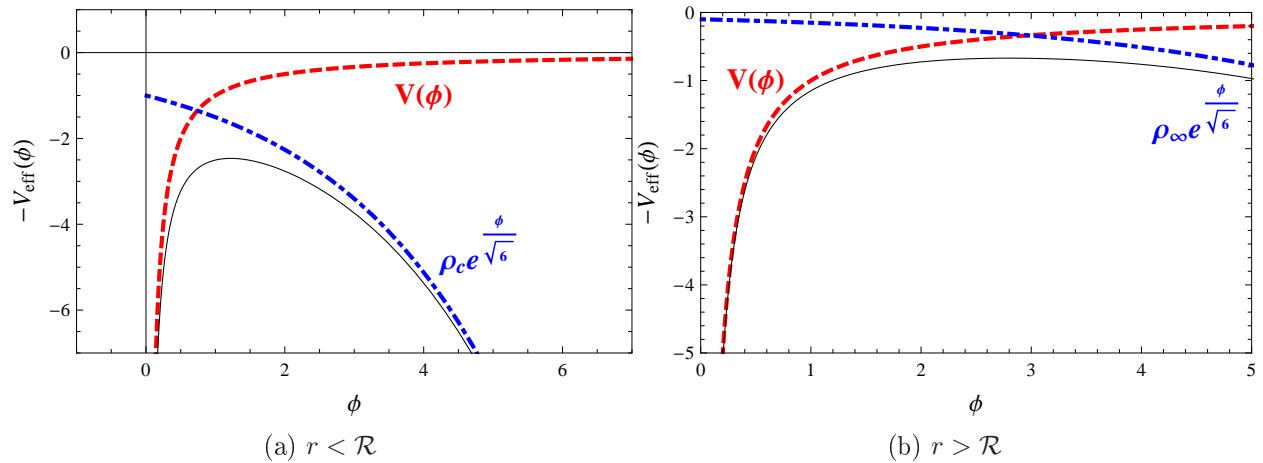 0
−2
−4
−6
−V_eff(ϕ)
V(ϕ)
ρ_c e^{ϕ/√6}
0 2 4 6
ϕ
(a) r < ℛ
0
−1
−2
−3
−4
−5
−V_eff(ϕ)
V(ϕ)
ρ_∞ e^{ϕ/√6}
0 1 2 3 4 5
ϕ
(b) r > ℛ